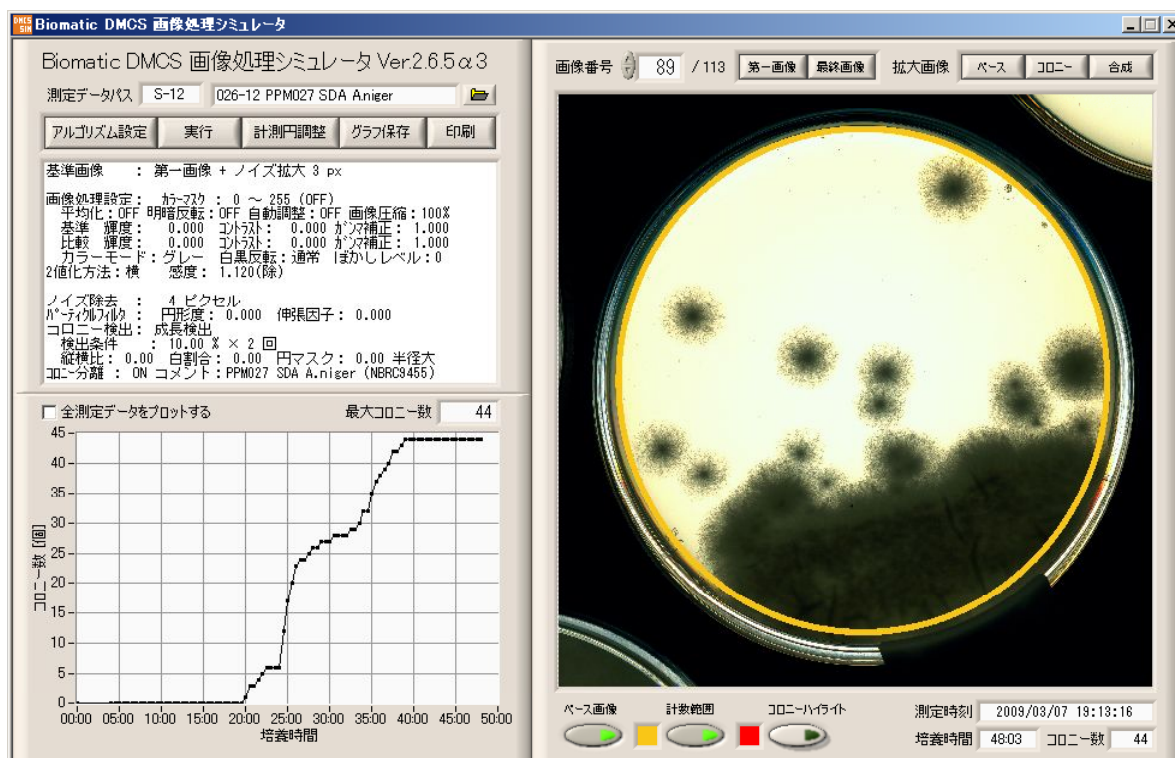 Biomatic DMCS 画像処理シミュレータ
Biomatic DMCS 画像処理シミュレータ Ver.2.6.5α3
測定データパス S-12 026-12 PPM027 SDA A.niger
アルゴリズム設定 実行 計測円調整 グラフ保存 印刷
基準画像 : 第一画像 + ノイズ拡大 3 px
画像処理設定: カラーマスク : 0 ～ 255 (OFF)
平均化:OFF 明暗反転:OFF 自動調整:OFF 画像圧縮:100%
基準 輝度: 0.000 コントラスト: 0.000 ガンマ補正: 1.000
比較 輝度: 0.000 コントラスト: 0.000 ガンマ補正: 1.000
カラーモード:グレー 白黒反転:通常 ぼかしレベル:0
2値化方法:横 感度: 1.120(除)
ノイズ除去 : 4 ピクセル
パーティクルフィルタ : 円形度: 0.000 伸張因子: 0.000
コロニー検出: 成長検出
検出条件 : 10.00 % × 2 回
縦横比: 0.00 白割合: 0.00 円マスク: 0.00 半径大
コロニー分離 : ON コメント:PPM027 SDA A.niger (NBRC9455)
全測定データをプロットする 最大コロニー数 44
45
40
35
30
25
20
15
10
5
0
コロニー数 [個]
00:00 05:00 10:00 15:00 20:00 25:00 30:00 35:00 40:00 45:00 50:00
培養時間
画像番号 89 / 113 第一画像 最終画像 拡大画像 ベース コロニー 合成
ベース画像 計数範囲 コロニーハイライト
測定時刻 2009/03/07 19:13:16
培養時間 48:03 コロニー数 44